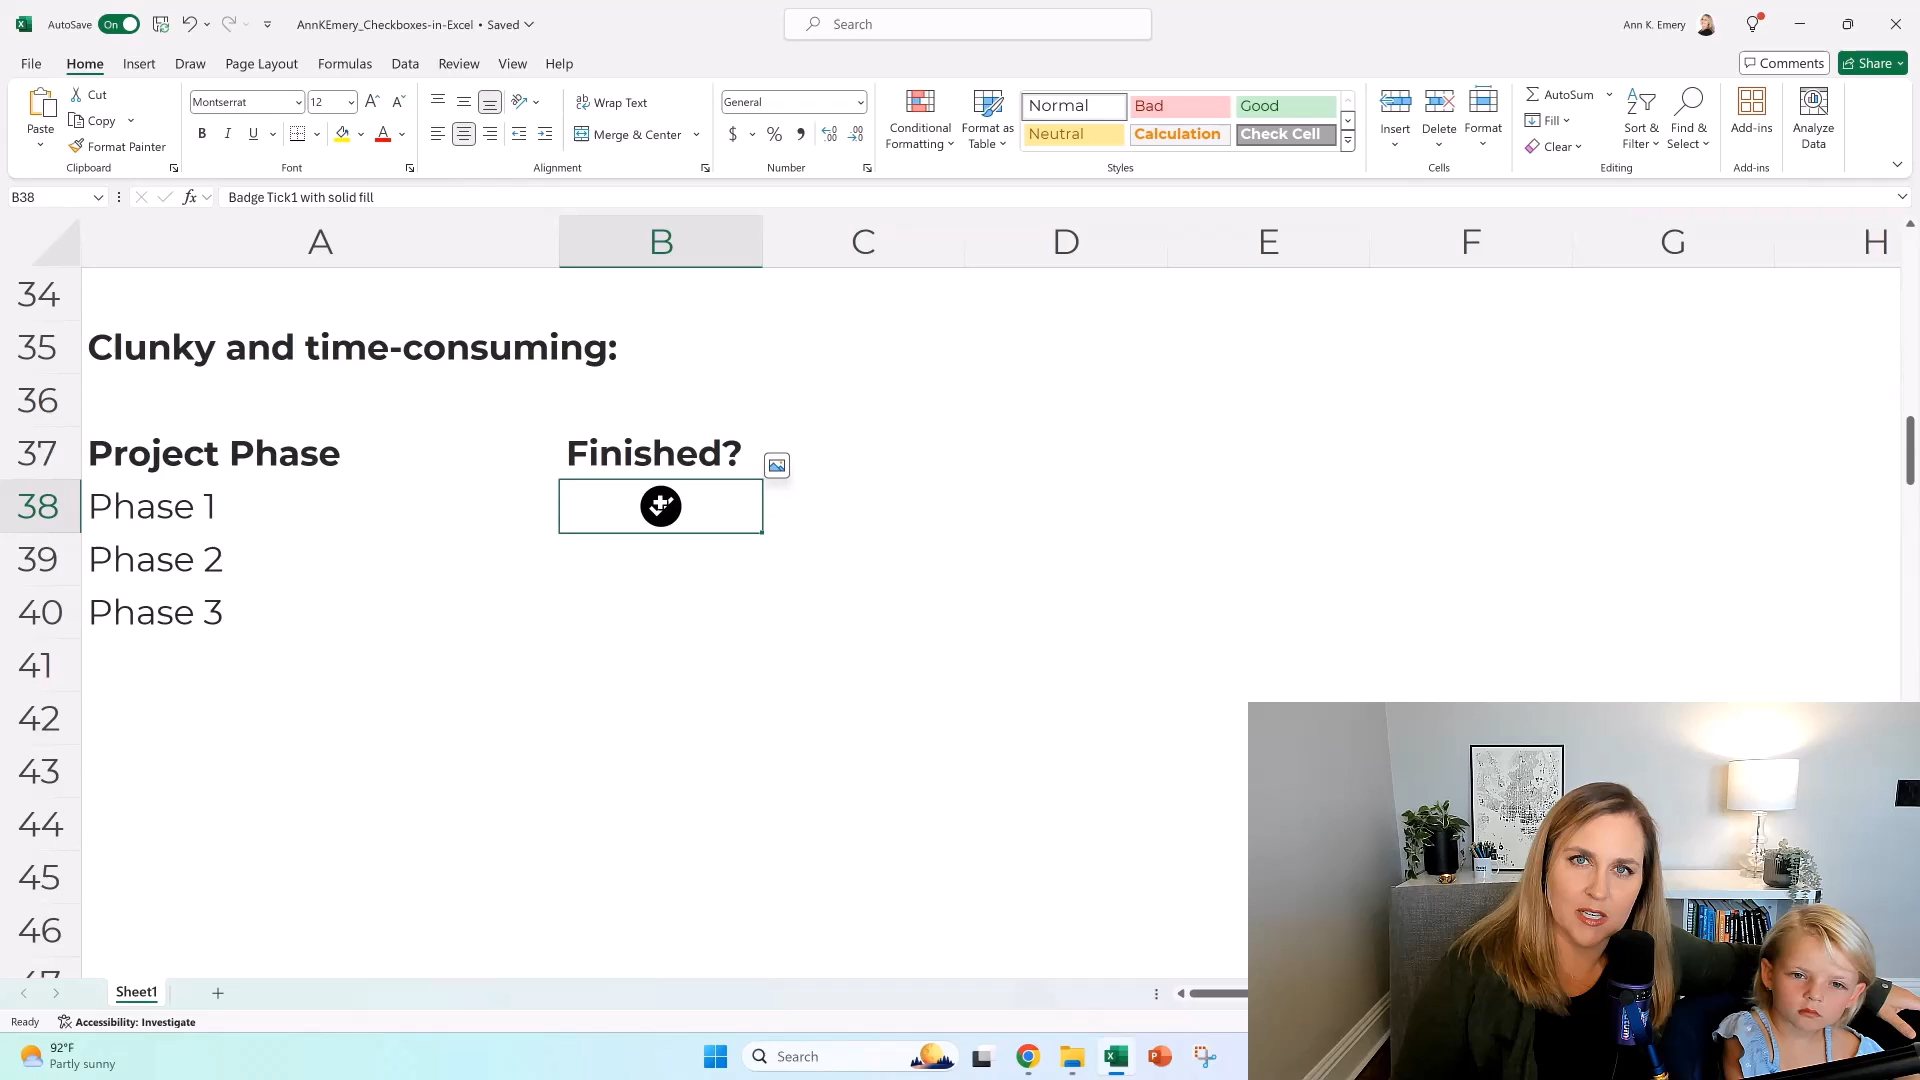 AutoSave On AnnKEmery_Checkboxes-in-Excel • Saved Search Ann K. Emery
File Home Insert Draw Page Layout Formulas Data Review View Help Comments Share
Paste
Cut
Copy
Format Painter
Clipboard
Montserrat 12
B I U
Font
Wrap Text
Merge & Center
Alignment
General
$ % 9
Number
Conditional Formatting
Format as Table
Normal Bad Good
Neutral Calculation Check Cell
Styles
Insert Delete Format
Cells
AutoSum
Fill
Clear
Sort & Filter
Find & Select
Editing
Add-ins
Add-ins
Analyze Data
B38 fx Badge Tick1 with solid fill
A B C D E F G H
34
35 Clunky and time-consuming:
36
37 Project Phase Finished?
38 Phase 1
39 Phase 2
40 Phase 3
41
42
43
44
45
46
47
Sheet1
Ready Accessibility: Investigate
92°F
Partly sunny
Search